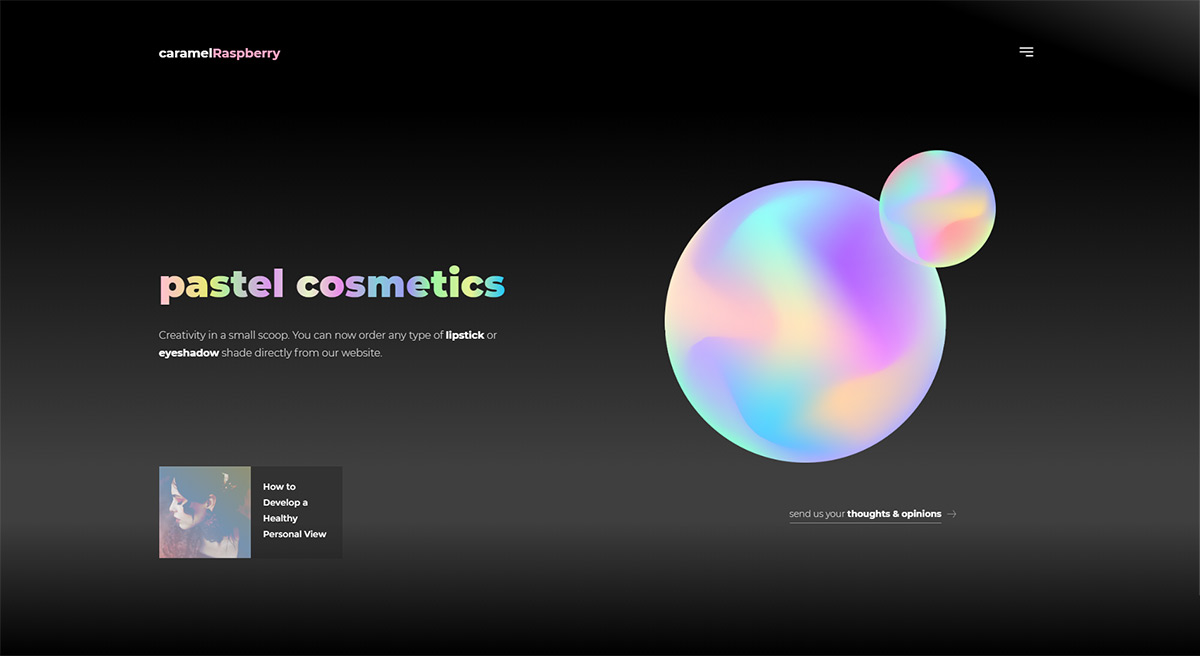 caramelRaspberry
pastel cosmetics
Creativity in a small scoop. You can now order any type of lipstick or
eyeshadow shade directly from our website.
How to
Develop a
Healthy
Personal View
send us your thoughts & opinions